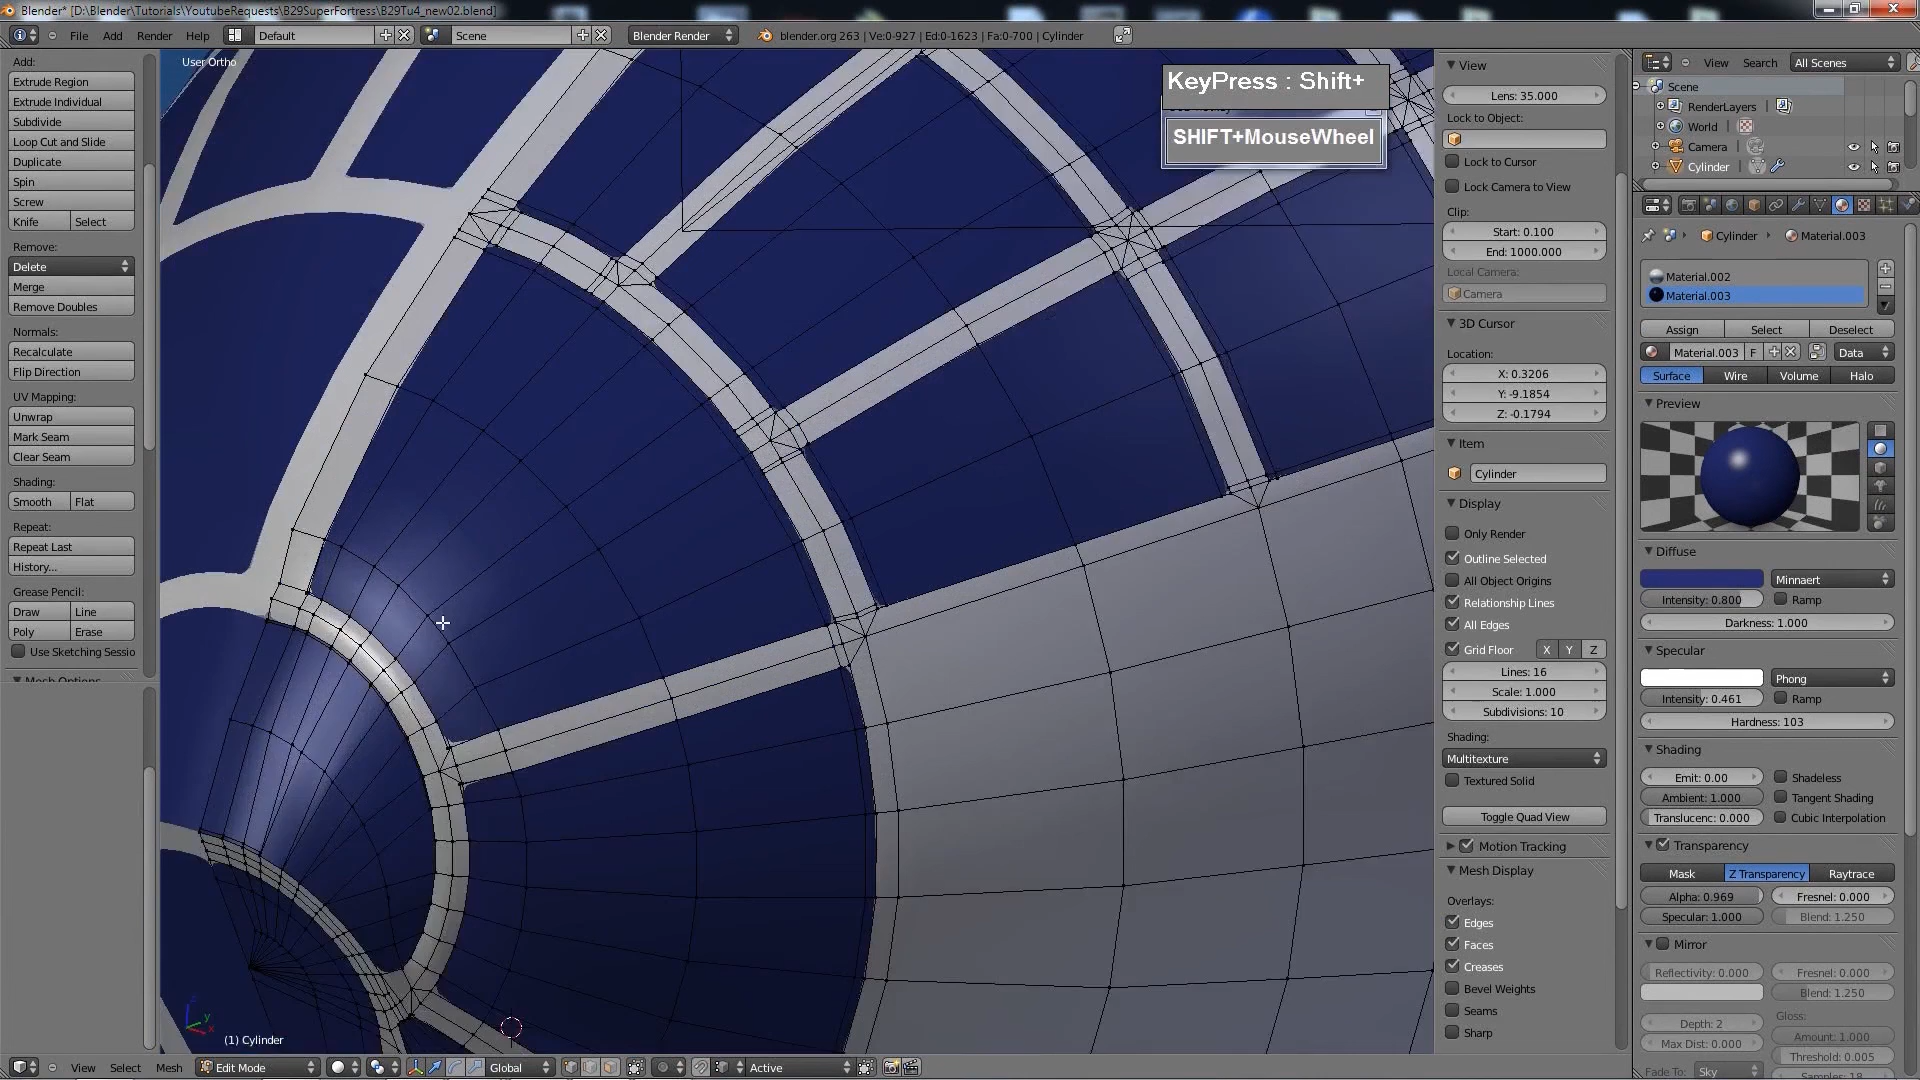 Blender* [D:\Blender\Tutorials\YoutubeRequests\B29SuperFortress\B29Tu4_new02.blend]
File Add Render Help Default Scene Blender Render blender.org 263 | Ve:0-927 | Ed:0-1623 | Fa:0-700 | Cylinder
Add:
Extrude Region
Extrude Individual
Subdivide
Loop Cut and Slide
Duplicate
Spin
Screw
Knife Select
Remove:
Delete
Merge
Remove Doubles
Normals:
Recalculate
Flip Direction
UV Mapping:
Unwrap
Mark Seam
Clear Seam
Shading:
Smooth Flat
Repeat:
Repeat Last
History...
Grease Pencil:
Draw Line
Poly Erase
Use Sketching Sessio
Mesh Options
User Ortho
KeyPress : Shift+
SHIFT+MouseWheel
(1) Cylinder
View Select Mesh Edit Mode Global Active
View
Lens: 35.000
Lock to Object:
Lock to Cursor
Lock Camera to View
Clip:
Start: 0.100
End: 1000.000
Local Camera:
Camera
3D Cursor
Location:
X: 0.3206
Y: -9.1854
Z: -0.1794
Item
Cylinder
Display
Only Render
Outline Selected
All Object Origins
Relationship Lines
All Edges
Grid Floor X Y Z
Lines: 16
Scale: 1.000
Subdivisions: 10
Shading:
Multitexture
Textured Solid
Toggle Quad View
Motion Tracking
Mesh Display
Overlays:
Edges
Faces
Creases
Bevel Weights
Seams
Sharp
View Search All Scenes
Scene
RenderLayers
World
Camera
Cylinder
Cylinder Material.003
Material.002
Material.003
Assign Select Deselect
Material.003 F Data
Surface Wire Volume Halo
Preview
Diffuse
Minnaert
Intensity: 0.800 Ramp
Darkness: 1.000
Specular
Phong
Intensity: 0.461 Ramp
Hardness: 103
Shading
Emit: 0.00 Shadeless
Ambient: 1.000 Tangent Shading
Translucenc: 0.000 Cubic Interpolation
Transparency
Mask Z Transparency Raytrace
Alpha: 0.969 Fresnel: 0.000
Specular: 1.000 Blend: 1.250
Mirror
Reflectivity: 0.000 Fresnel: 0.000
Blend: 1.250
Depth: 2 Gloss:
Max Dist: 0.000 Amount: 1.000
Threshold: 0.005
Fade To: Sky Samples: 18